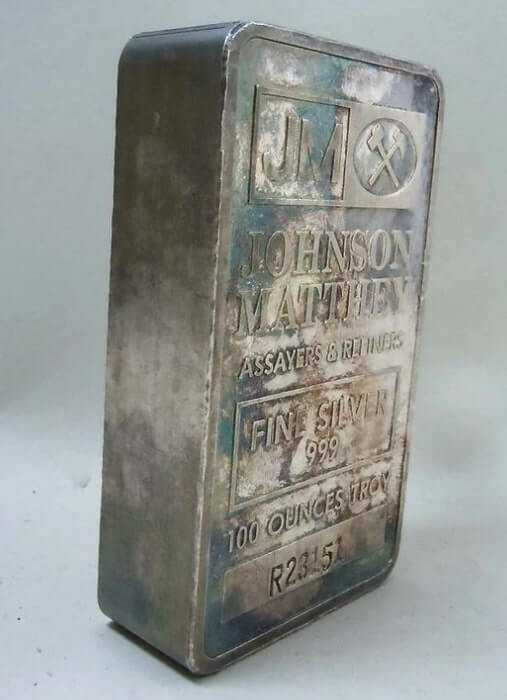 JM
JOHNSON
MATTHEY
ASSAYERS & REFINERS
FINE SILVER
999
100 OUNCES TROY
R23151